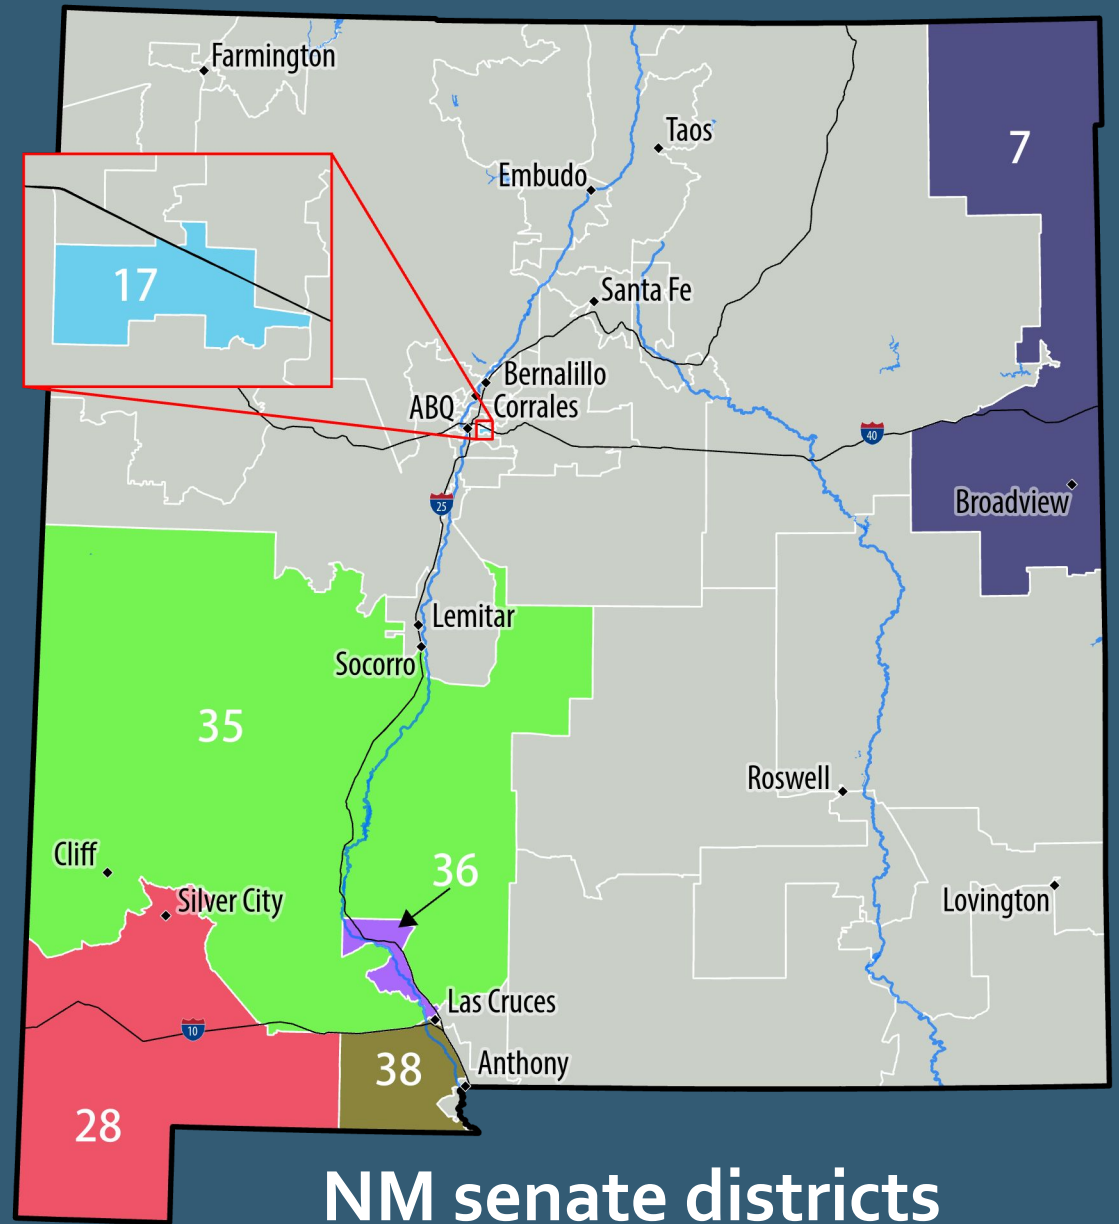 Farmington
7
Taos
Embudo
17
Santa Fe
Bernalillo
ABQ
Corrales
40
25
Broadview
Lemitar
Socorro
35
Roswell
Cliff
36
Silver City
Lovington
Las Cruces
10
38
Anthony
28
NM senate districts